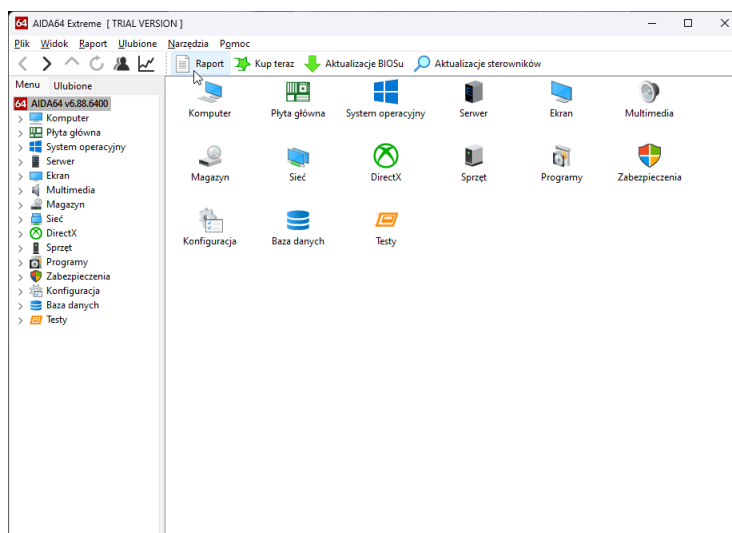 64 AIDA64 Extreme [ TRIAL VERSION ]
Plik Widok Raport Ulubione Narzędzia Pomoc
Raport Kup teraz Aktualizacje BIOSu Aktualizacje sterowników
Menu Ulubione
64 AIDA64 v6.88.6400
Komputer
Płyta główna
System operacyjny
Serwer
Ekran
Multimedia
Magazyn
Sieć
DirectX
Sprzęt
Programy
Zabezpieczenia
Konfiguracja
Baza danych
Testy
Komputer Płyta główna System operacyjny Serwer Ekran Multimedia
Magazyn Sieć DirectX Sprzęt Programy Zabezpieczenia
Konfiguracja Baza danych Testy